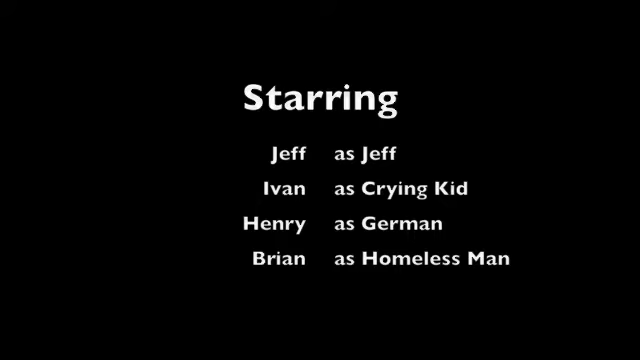 Starring
Jeff as Jeff
Ivan as Crying Kid
Henry as German
Brian as Homeless Man